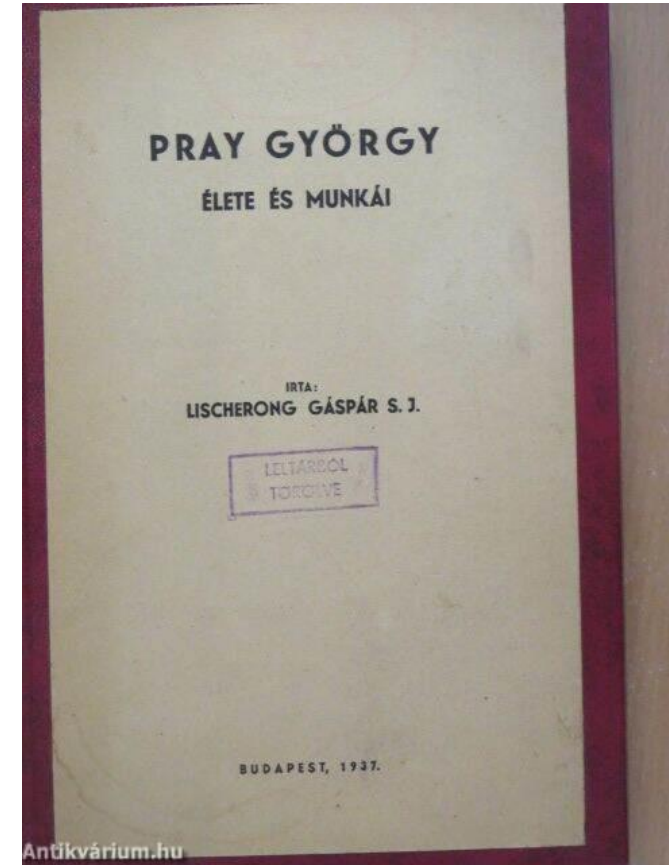 PRAY GYÖRGY
ÉLETE ÉS MUNKÁI
IRTA:
LISCHERONG GÁSPÁR S. J.
LELTÁRBÓL
TÖRÖLVE
BUDAPEST, 1937.
Antikvárium.hu